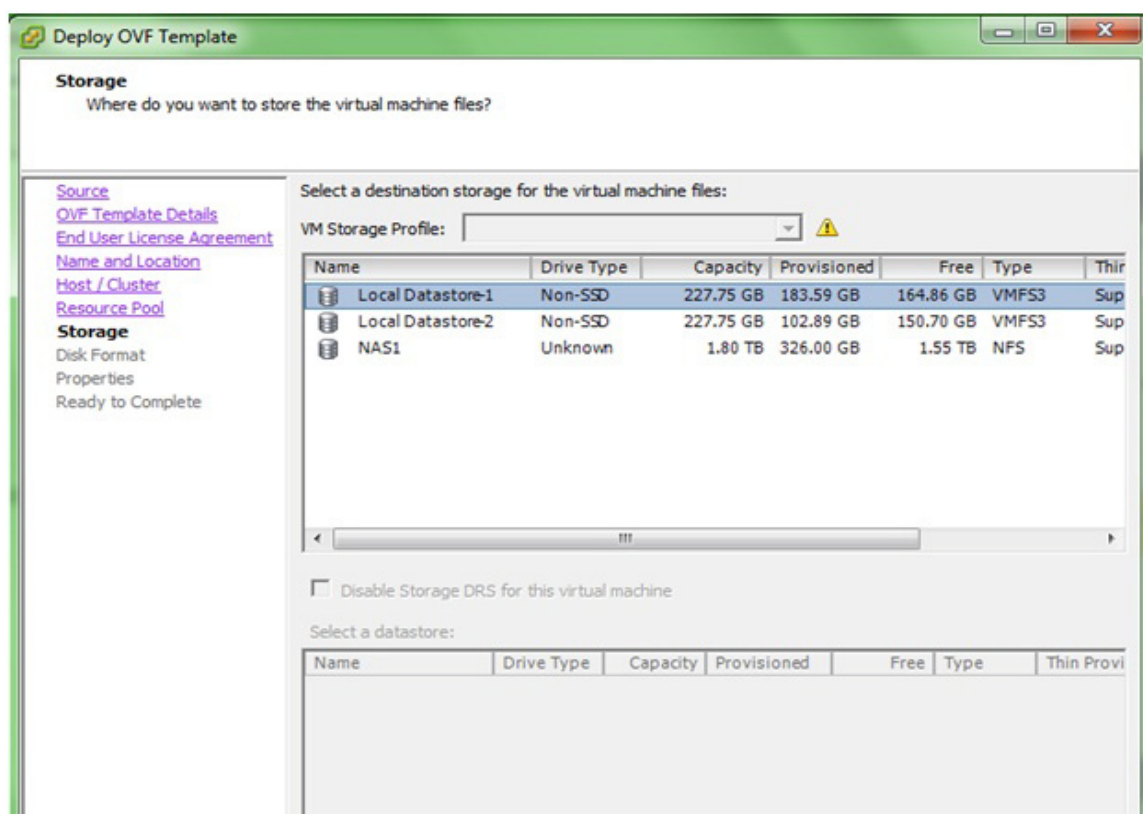 Deploy OVF Template
Storage
Where do you want to store the virtual machine files?
Source
OVF Template Details
End User License Agreement
Name and Location
Host / Cluster
Resource Pool
Storage
Disk Format
Properties
Ready to Complete
Select a destination storage for the virtual machine files:
VM Storage Profile:
Name Drive Type Capacity Provisioned Free Type Thir
Local Datastore-1 Non-SSD 227.75 GB 183.59 GB 164.86 GB VMFS3 Sup
Local Datastore-2 Non-SSD 227.75 GB 102.89 GB 150.70 GB VMFS3 Sup
NAS1 Unknown 1.80 TB 326.00 GB 1.55 TB NFS Sup
Disable Storage DRS for this virtual machine
Select a datastore:
Name Drive Type Capacity Provisioned Free Type Thin Provi